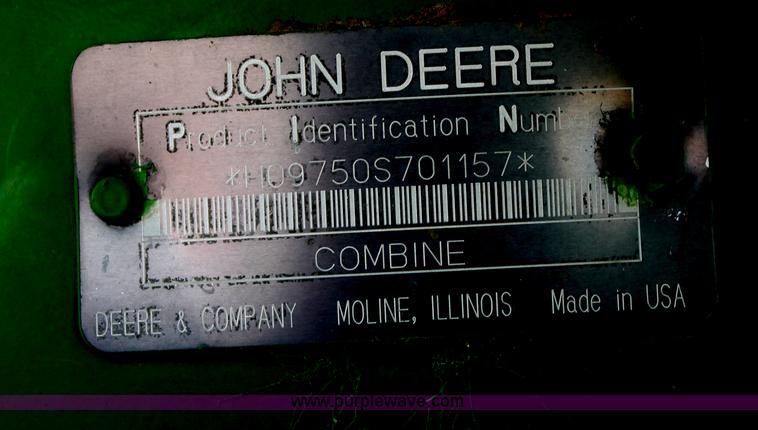 JOHN DEERE
Product Identification Number
*H09750S701157*
COMBINE
DEERE & COMPANY MOLINE, ILLINOIS Made in USA
www.purplewave.com